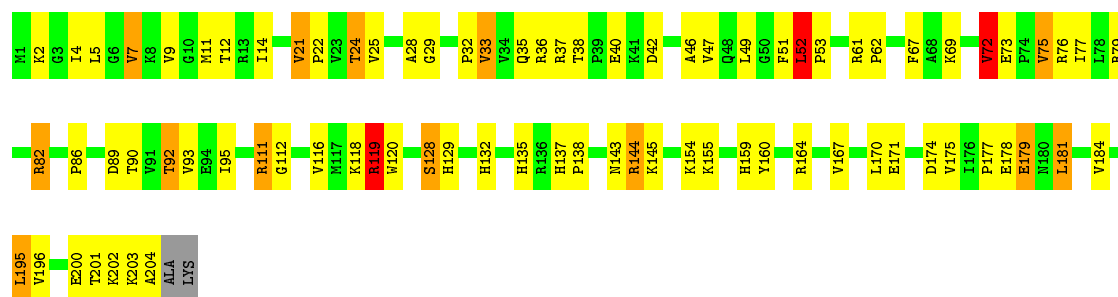 M1 K2 G3 I4 L5 G6 V7 K8 V9 G10 M11 T12 R13 I14 V21 P22 V23 T24 V25 A28 G29 P32 V33 V34 Q35 R36 R37 T38 P39 E40 K41 D42 A46 V47 Q48 L49 G50 F51 L52 P53 R61 P62 F67 A68 K69 V72 E73 P74 V75 R76 I77 L78
R82 P86 D89 T90 V91 T92 V93 E94 I95 R111 G112 V116 M117 K118 R119 W120 S128 H129 H132 H135 R136 H137 P138 N143 R144 K145 K154 K155 H159 Y160 R164 V167 L170 E171 D174 V175 I176 P177 E178 E179 N180 L181 V184
L195 V196 E200 T201 K202 K203 A204 ALA LYS